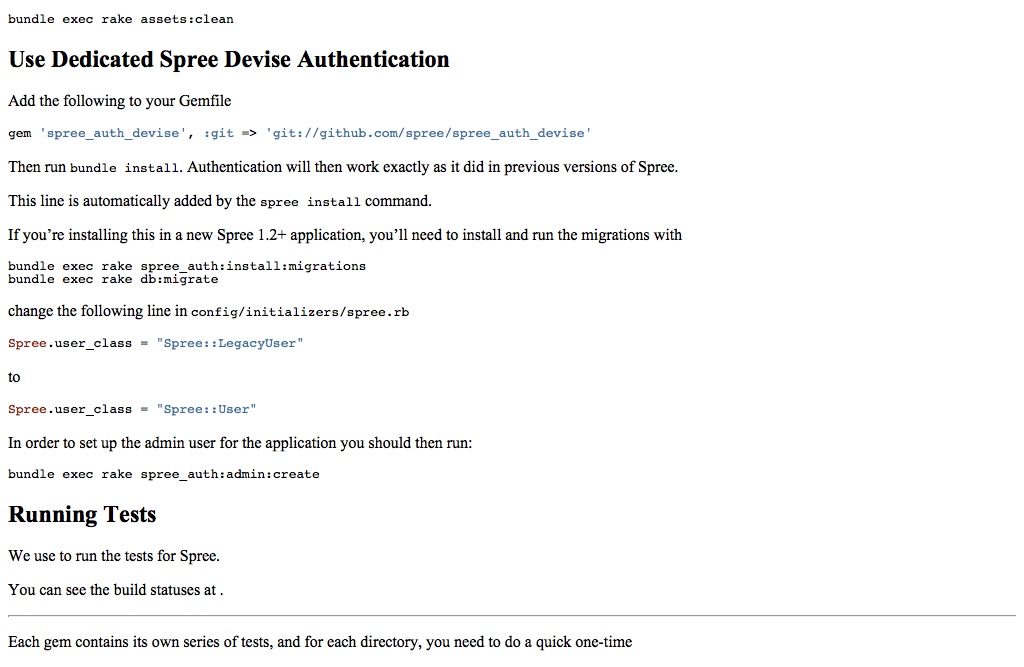 bundle exec rake assets:clean
Use Dedicated Spree Devise Authentication
Add the following to your Gemfile
gem 'spree_auth_devise', :git => 'git://github.com/spree/spree_auth_devise'
Then run bundle install. Authentication will then work exactly as it did in previous versions of Spree.
This line is automatically added by the spree install command.
If you’re installing this in a new Spree 1.2+ application, you’ll need to install and run the migrations with
bundle exec rake spree_auth:install:migrations
bundle exec rake db:migrate
change the following line in config/initializers/spree.rb
Spree.user_class = "Spree::LegacyUser"
to
Spree.user_class = "Spree::User"
In order to set up the admin user for the application you should then run:
bundle exec rake spree_auth:admin:create
Running Tests
We use to run the tests for Spree.
You can see the build statuses at .
Each gem contains its own series of tests, and for each directory, you need to do a quick one-time